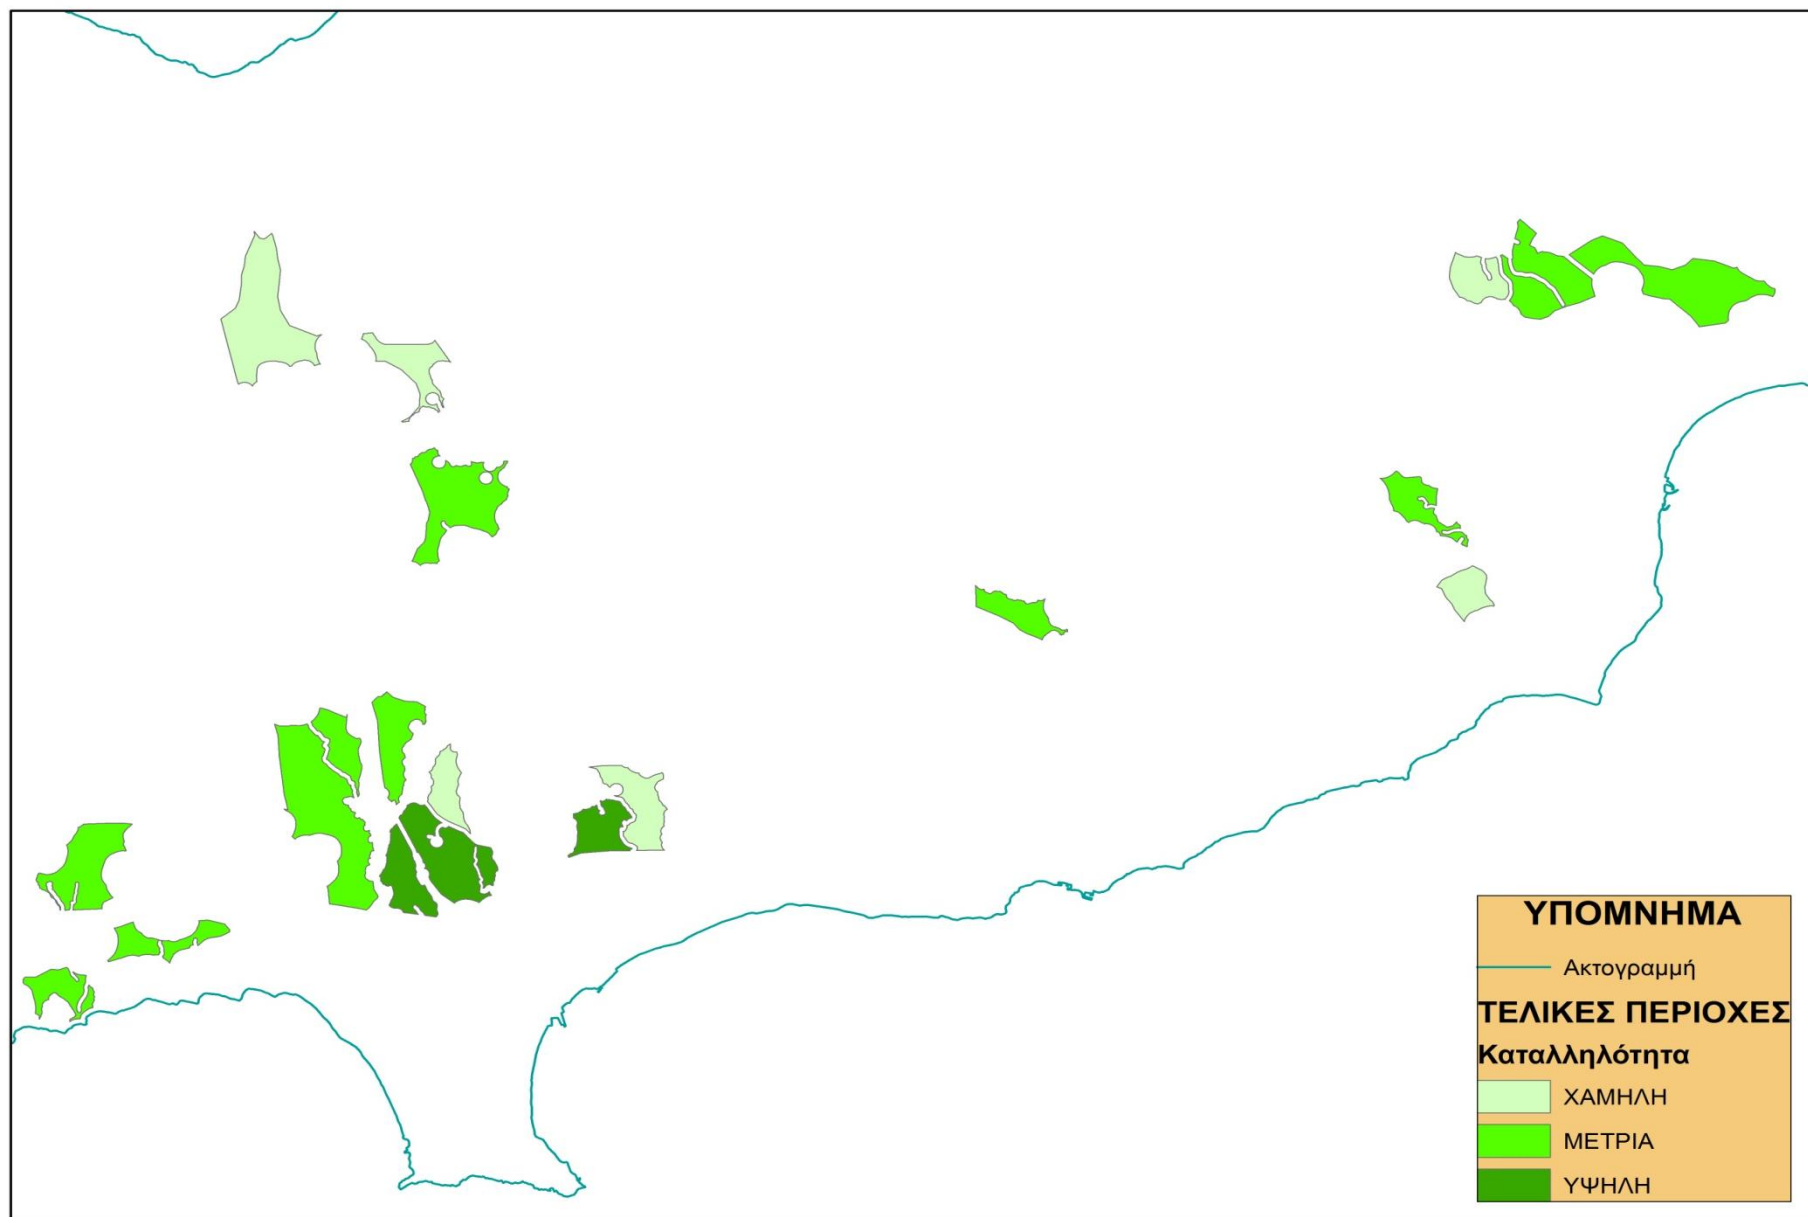 ΥΠΟΜΝΗΜΑ
Ακτογραμμή
ΤΕΛΙΚΕΣ ΠΕΡΙΟΧΕΣ
Καταλληλότητα
ΧΑΜΗΛΗ
ΜΕΤΡΙΑ
ΥΨΗΛΗ